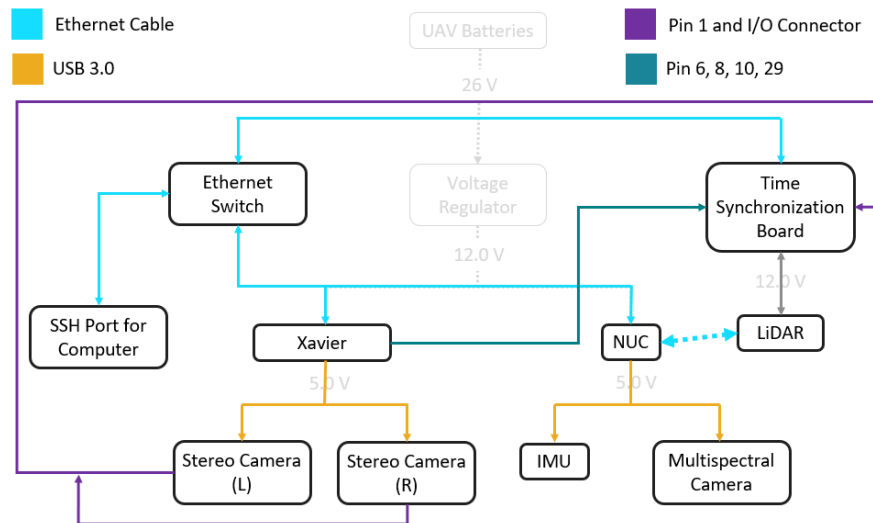 Ethernet Cable
UAV Batteries
Pin 1 and I/O Connector
USB 3.0
26 V
Pin 6, 8, 10, 29
Ethernet
Switch
Voltage
Regulator
Time
Synchronization
Board
12.0 V
12.0 V
SSH Port for
Computer
Xavier
NUC
LiDAR
5.0 V
5.0 V
Stereo Camera
(L)
Stereo Camera
(R)
IMU
Multispectral
Camera